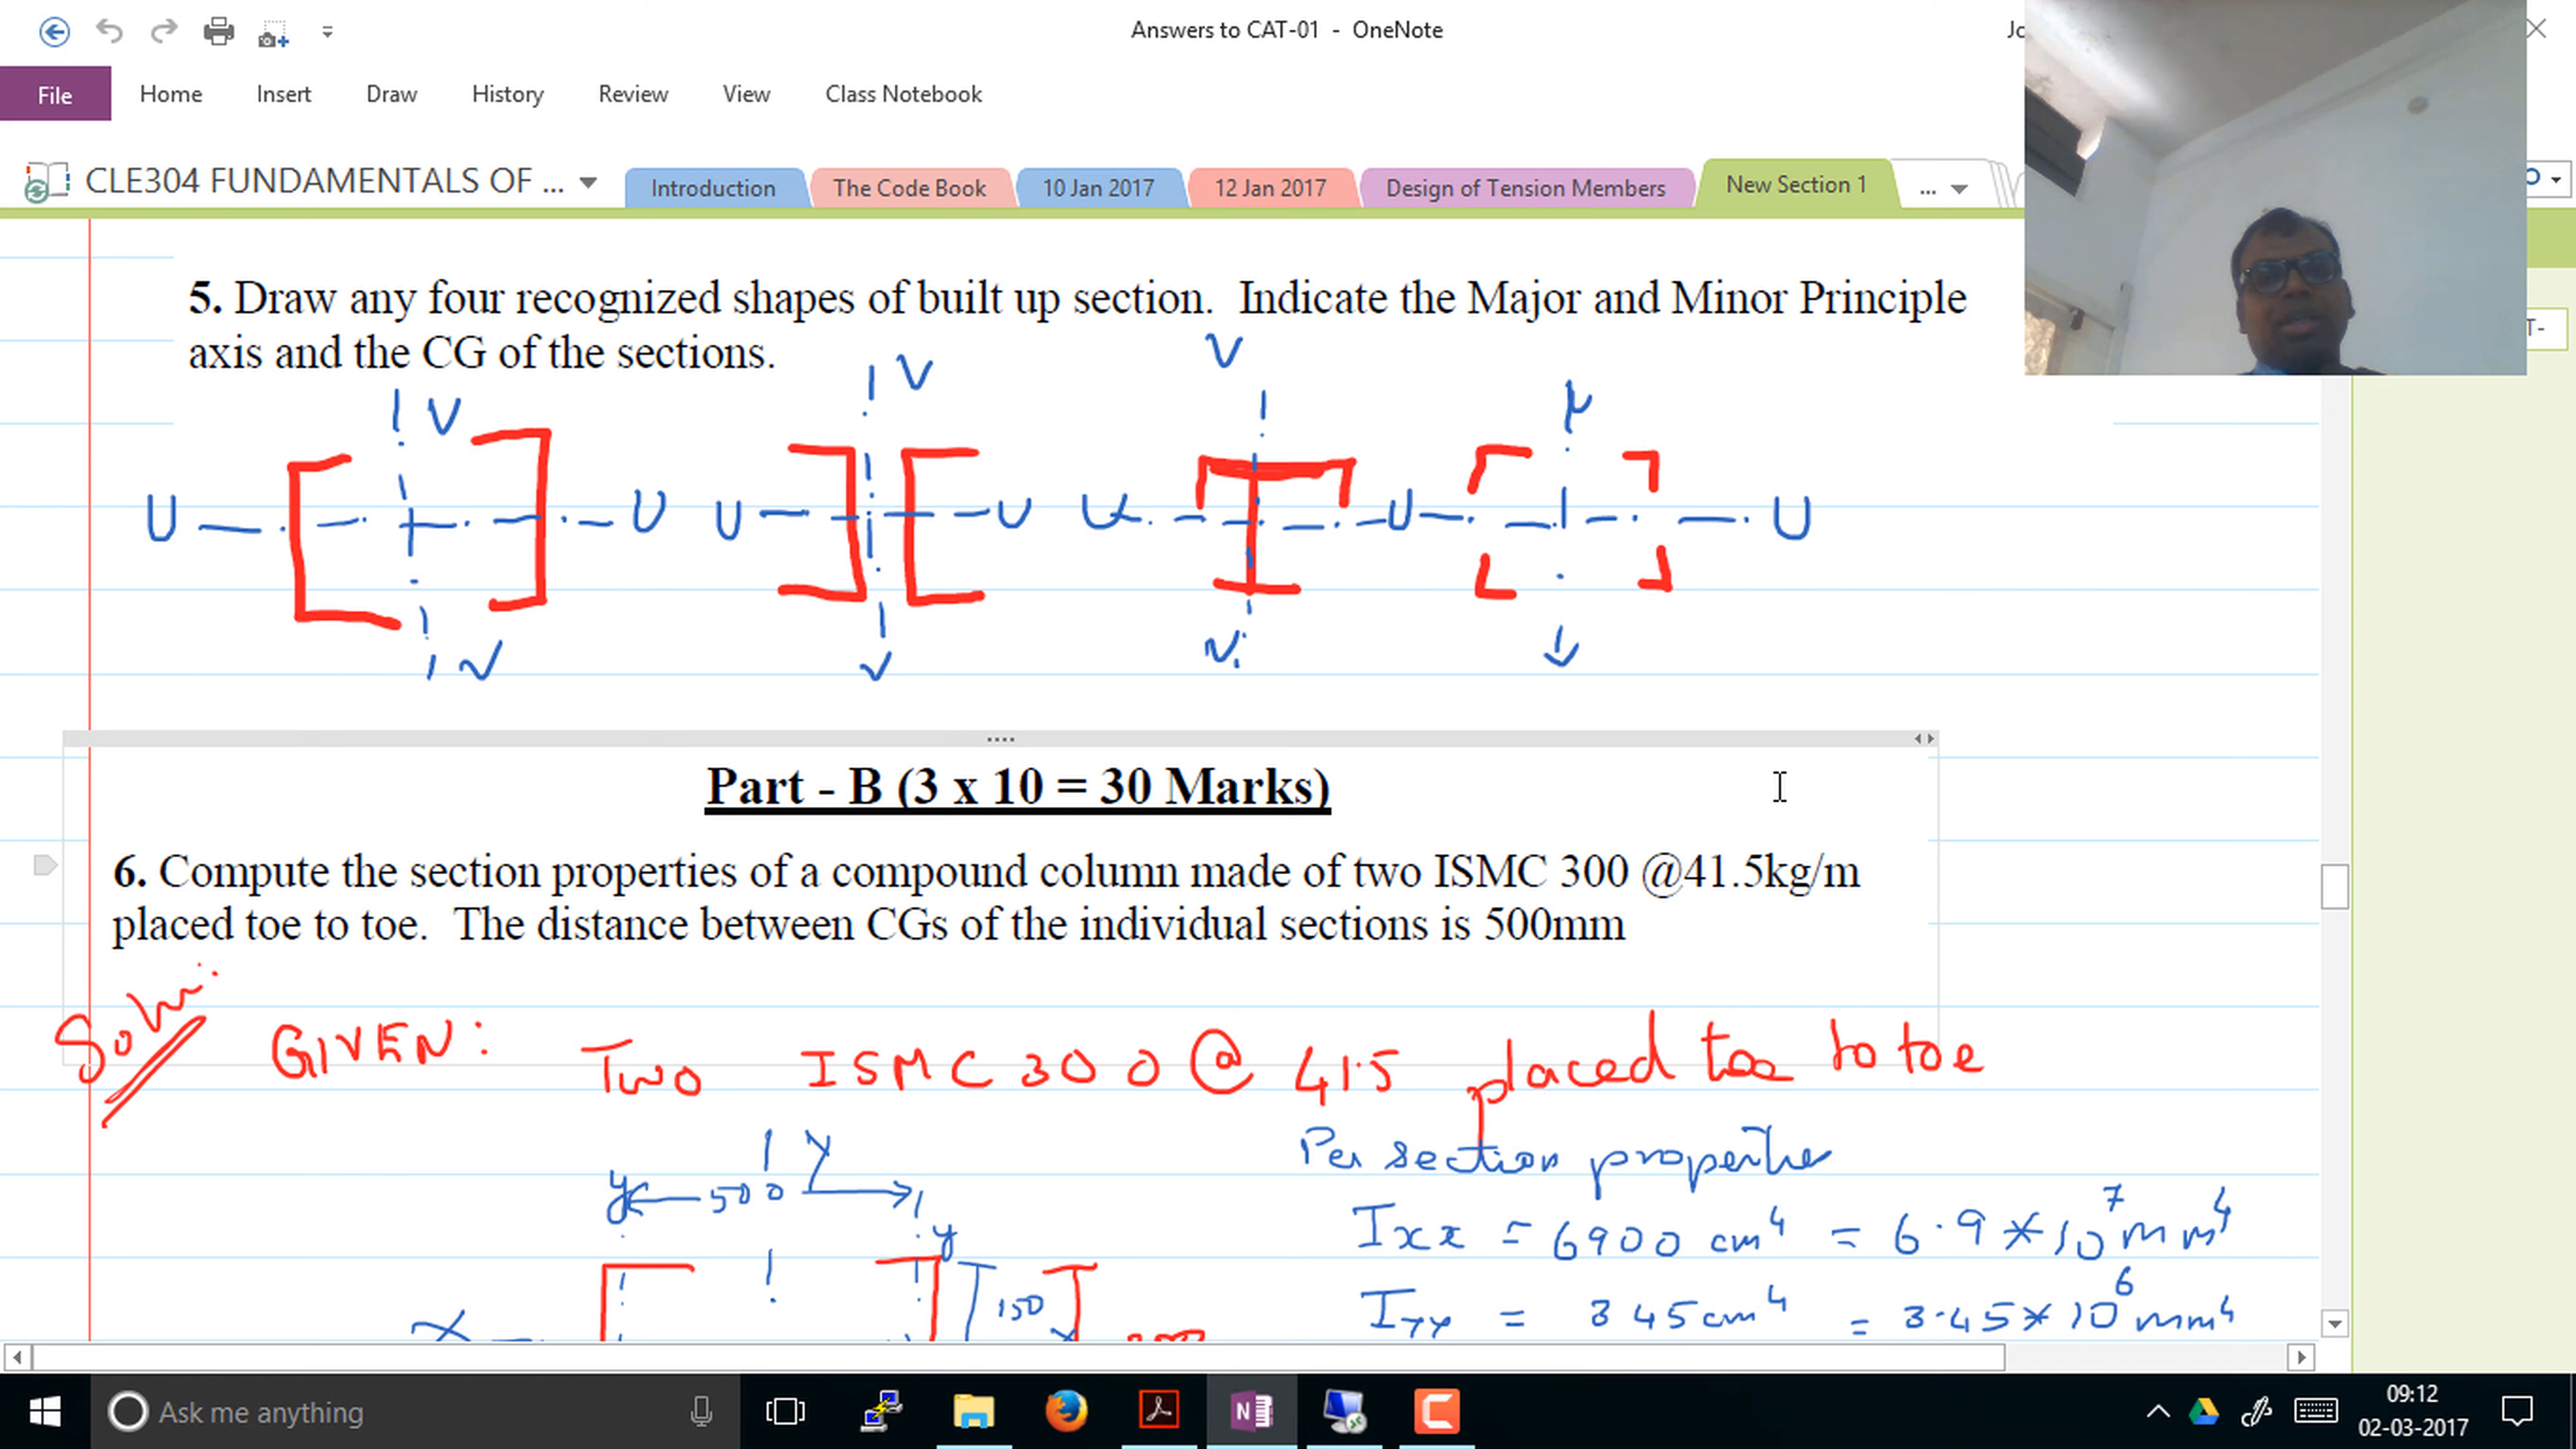 Answers to CAT-01 - OneNote
File Home Insert Draw History Review View Class Notebook
CLE304 FUNDAMENTALS OF ... Introduction The Code Book 10 Jan 2017 12 Jan 2017 Design of Tension Members New Section 1 ...
5. Draw any four recognized shapes of built up section. Indicate the Major and Minor Principle
axis and the CG of the sections.
V V V
U U U U U U U
V V V
Part - B (3 x 10 = 30 Marks)
6. Compute the section properties of a compound column made of two ISMC 300 @41.5kg/m
placed toe to toe. The distance between CGs of the individual sections is 500mm
Soln:
GIVEN: Two ISMC 300 @ 41.5 placed toe to toe
Per section properties
y 500 y
y
Ixx = 6900 cm4 = 6.9 * 10^7 mm4
150
Iyy = 345 cm4 = 3.45 * 10^6 mm4
x
Ask me anything
09:12
02-03-2017